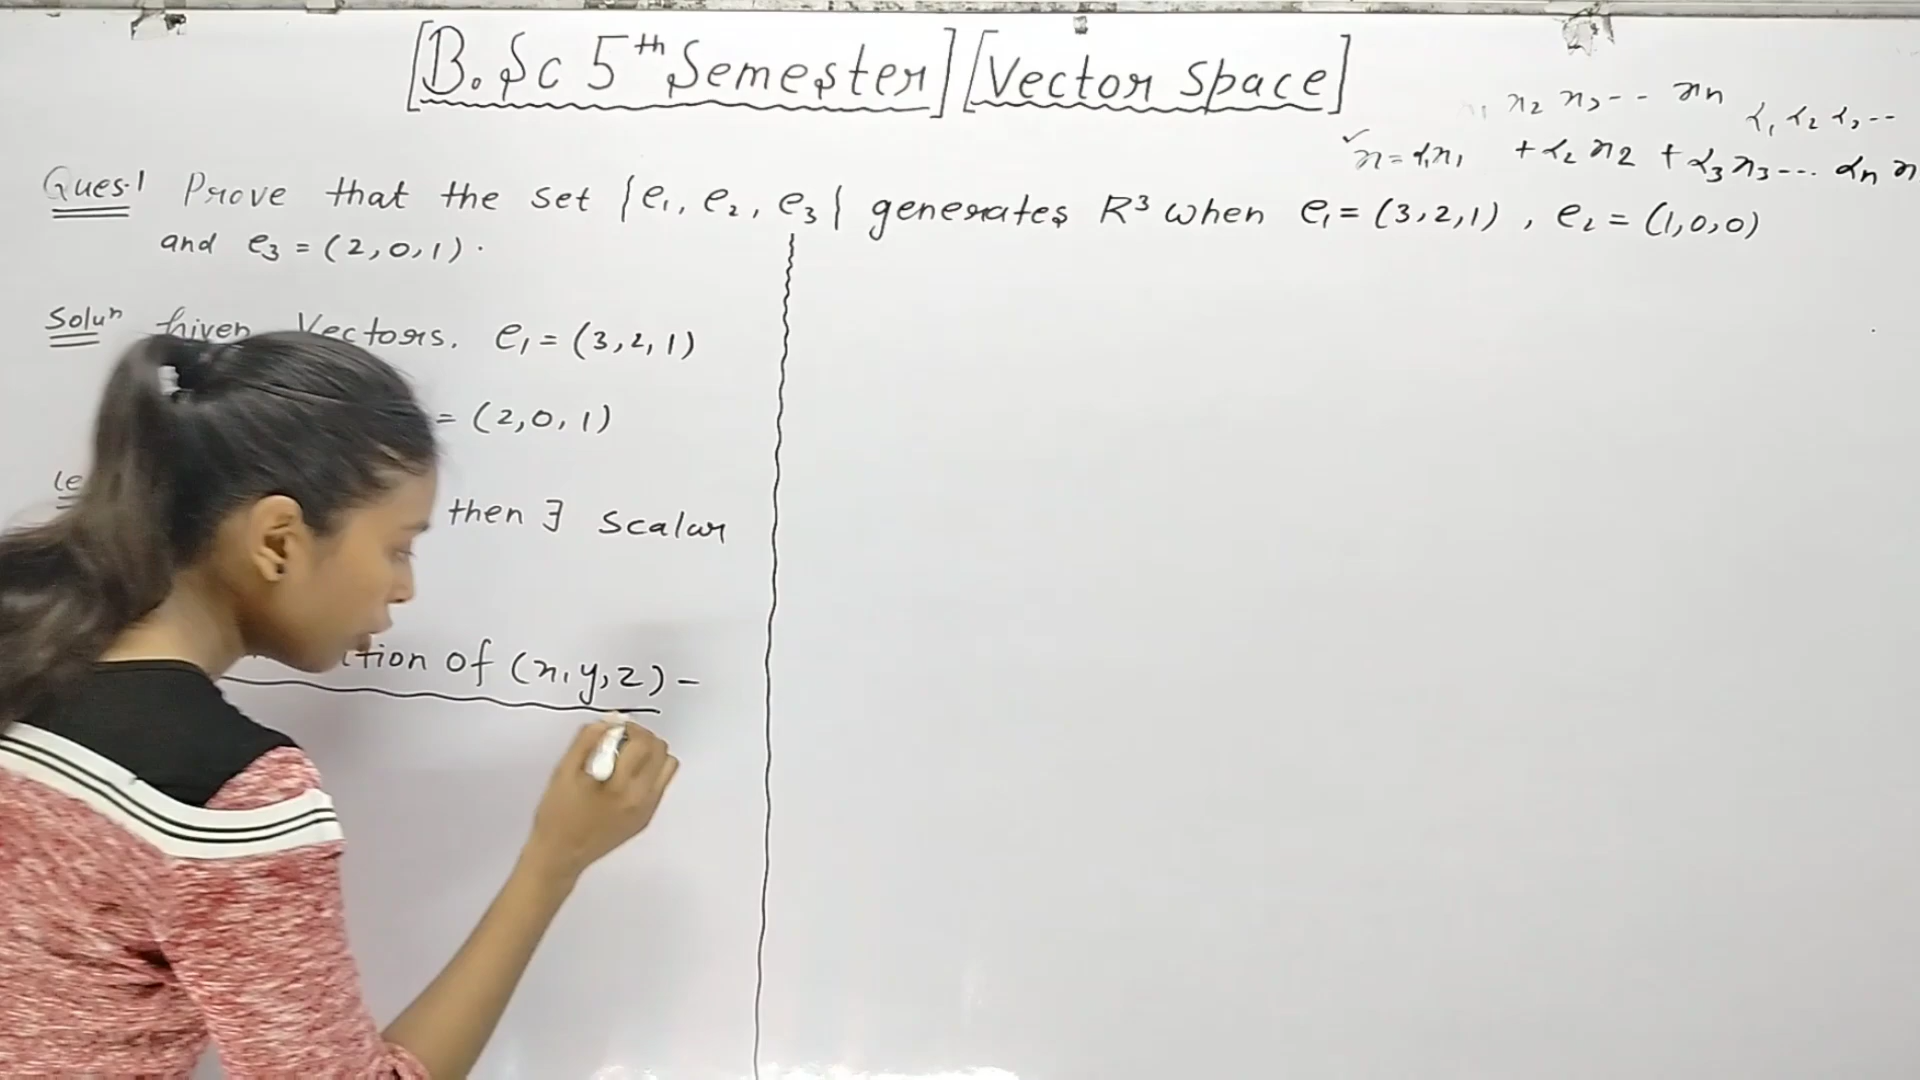 [B.Sc 5th Semester] [Vector Space]
x2 x3-- xn α1 α2 α3--
x = α1x1 + α2 x2 + α3 x3--- αn x
Ques.1 Prove that the set {e1, e2, e3} generates R³ when e1 = (3,2,1) , e2 = (1,0,0)
and e3 = (2,0,1).
Soluⁿ Given Vectors. e1 = (3,2,1)
= (2,0,1)
le
then ∃ Scalar
of (x,y,z) -